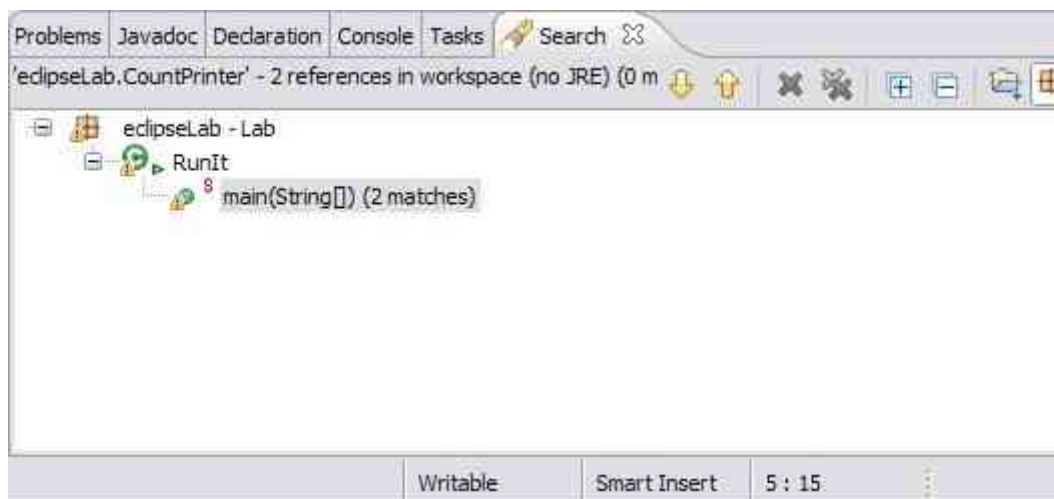 Problems Javadoc Declaration Console Tasks Search
'eclipseLab.CountPrinter' - 2 references in workspace (no JRE) (0 m
eclipseLab - Lab
RunIt
S main(String[]) (2 matches)
Writable Smart Insert 5 : 15